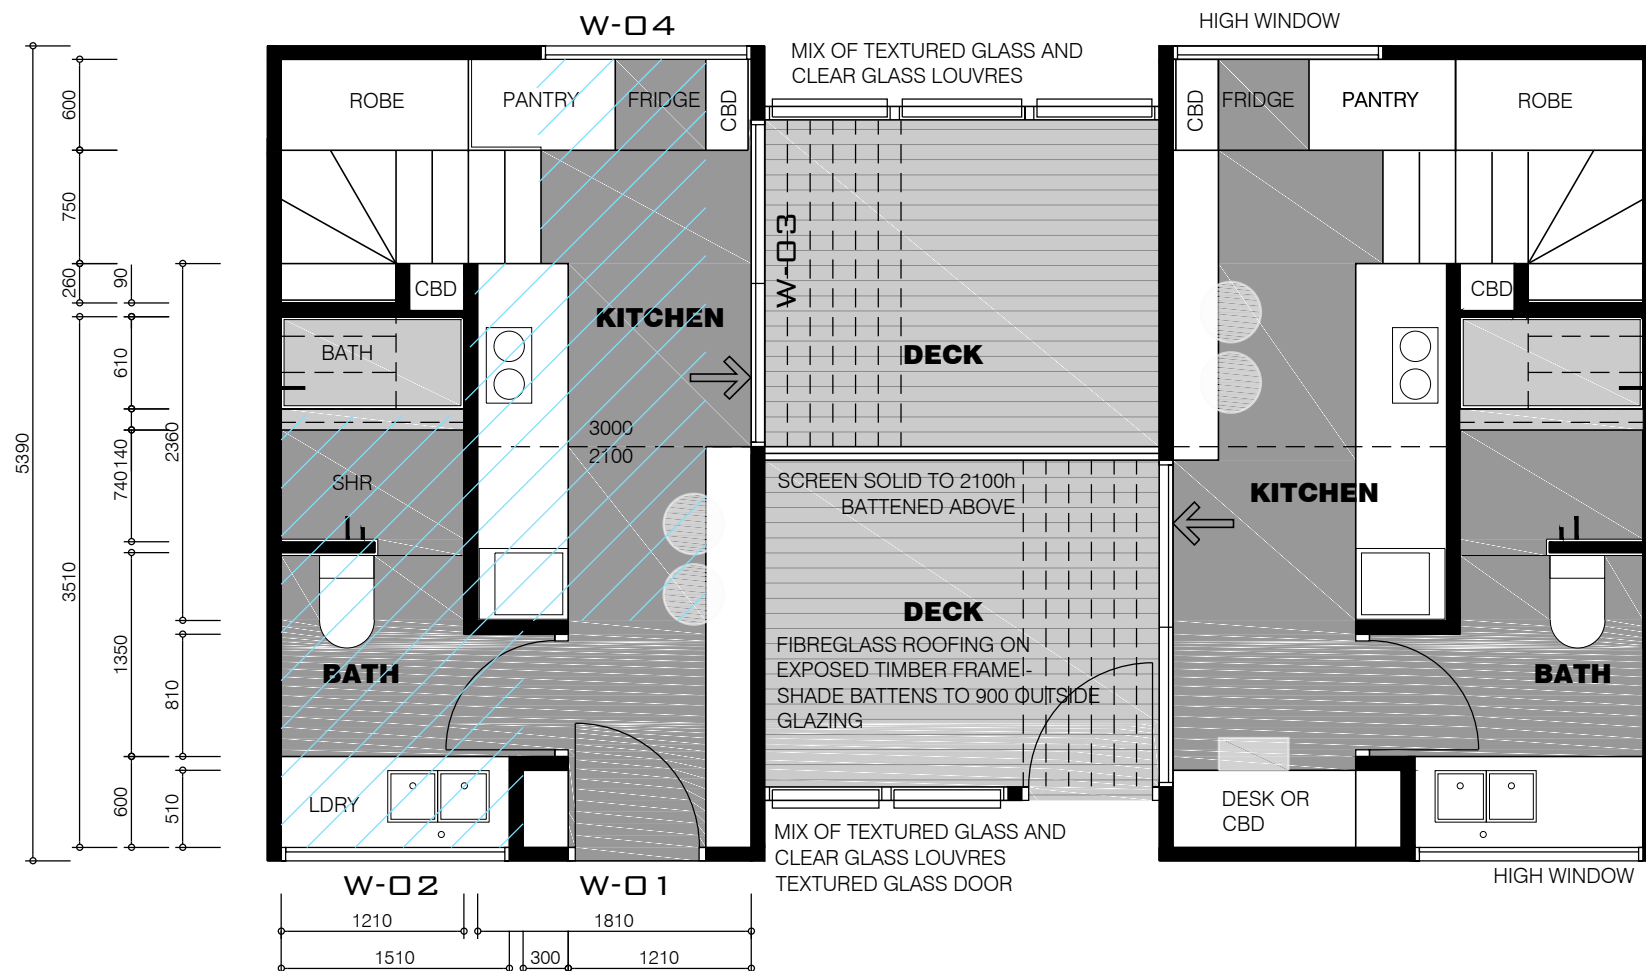 W-04
HIGH WINDOW
MIX OF TEXTURED GLASS AND
CLEAR GLASS LOUVRES
ROBE
PANTRY
FRIDGE
CBD
CBD
FRIDGE
PANTRY
ROBE
600
750
260
90
5390
3510
610
140
740
2360
1350
810
600
510
CBD
KITCHEN
W-03
DECK
CBD
BATH
3000
2100
SHR
SCREEN SOLID TO 2100h
BATTENED ABOVE
KITCHEN
DECK
FIBREGLASS ROOFING ON
EXPOSED TIMBER FRAME -
SHADE BATTENS TO 900 OUTSIDE
GLAZING
BATH
BATH
LDRY
DESK OR
CBD
MIX OF TEXTURED GLASS AND
CLEAR GLASS LOUVRES
TEXTURED GLASS DOOR
HIGH WINDOW
W-02
W-01
1210
1810
1510
300
1210